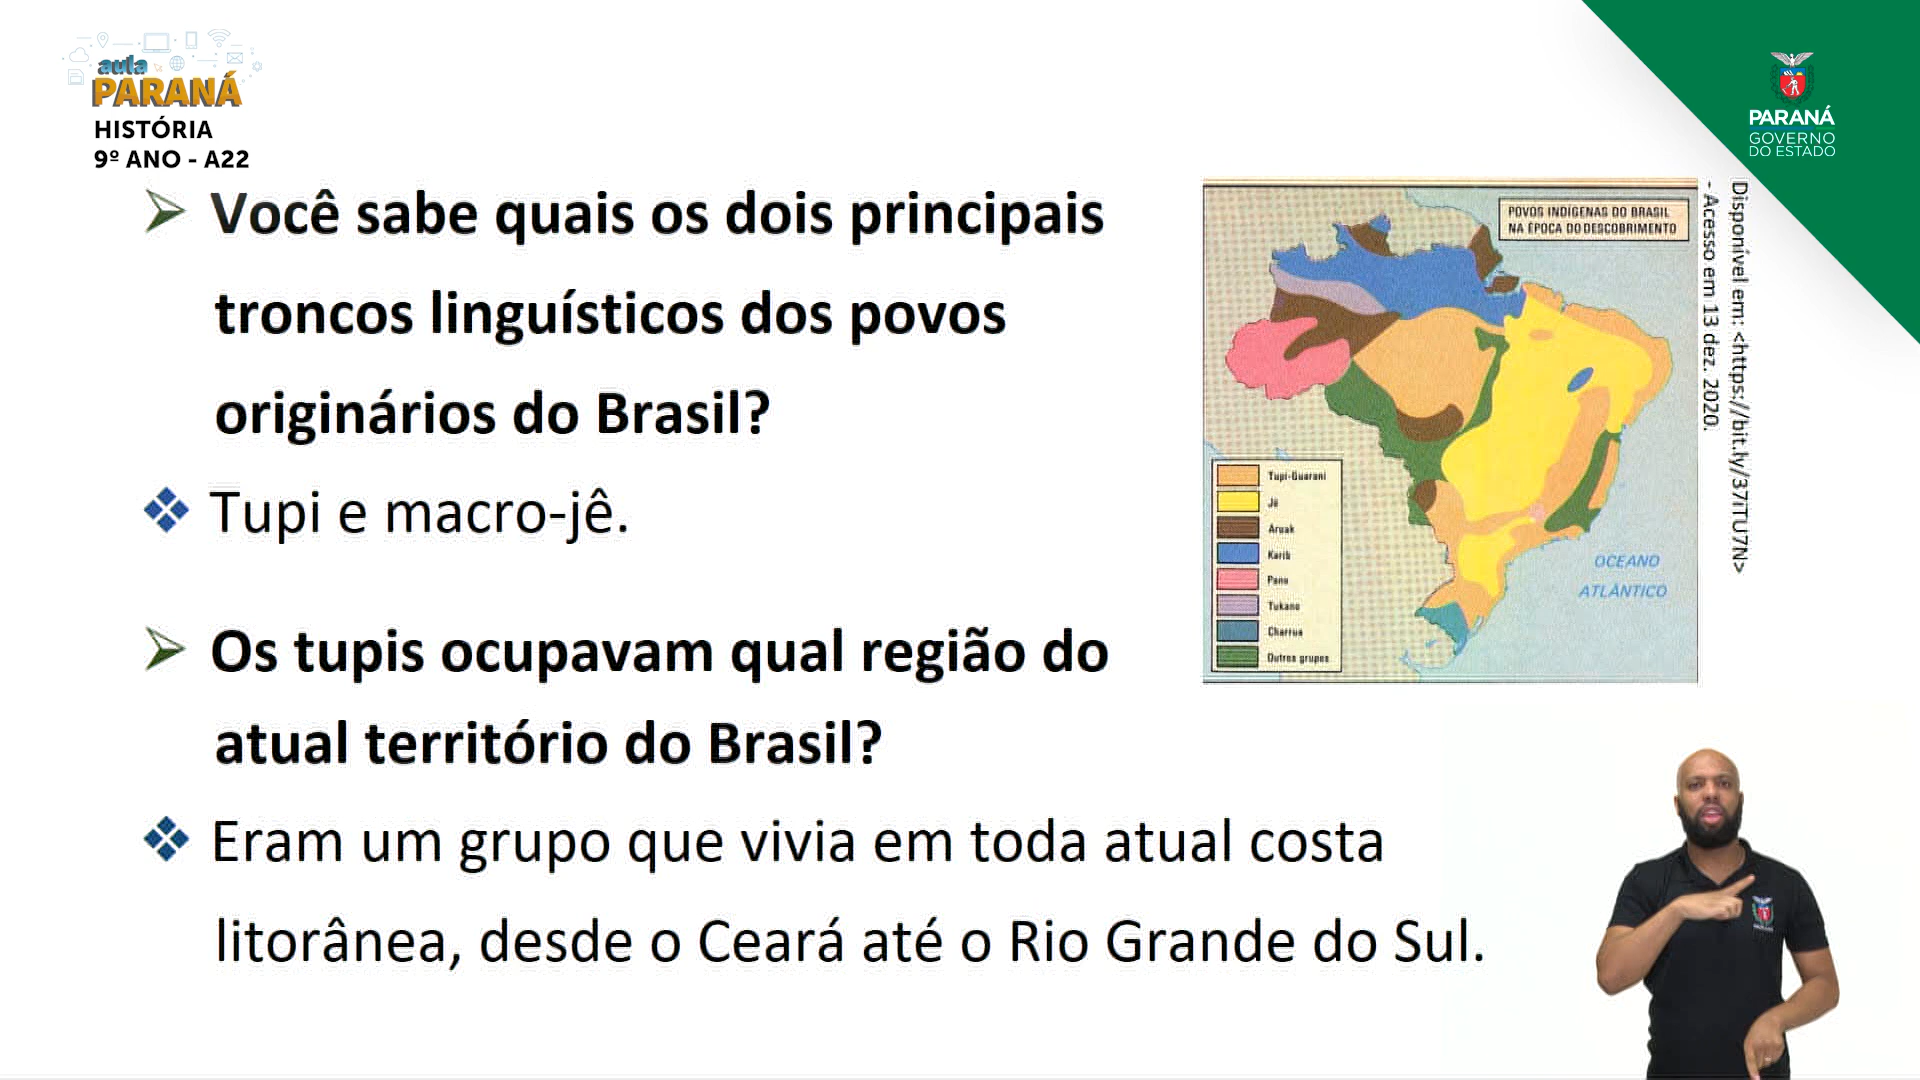 aula
PARANÁ
HISTÓRIA
9º ANO - A22
PARANÁ
GOVERNO
DO ESTADO
Você sabe quais os dois principais
troncos linguísticos dos povos
originários do Brasil?
Tupi e macro-jê.
Os tupis ocupavam qual região do
atual território do Brasil?
Eram um grupo que vivia em toda atual costa
litorânea, desde o Ceará até o Rio Grande do Sul.
POVOS INDÍGENAS DO BRASIL
NA ÉPOCA DO DESCOBRIMENTO
Tupi-Guarani
Jê
Aruak
Karib
Pano
Tukano
Charrua
Outros grupos
OCEANO
ATLÂNTICO
Disponível em: <https://bit.ly/37iTU7N>
- Acesso em 13 dez. 2020.